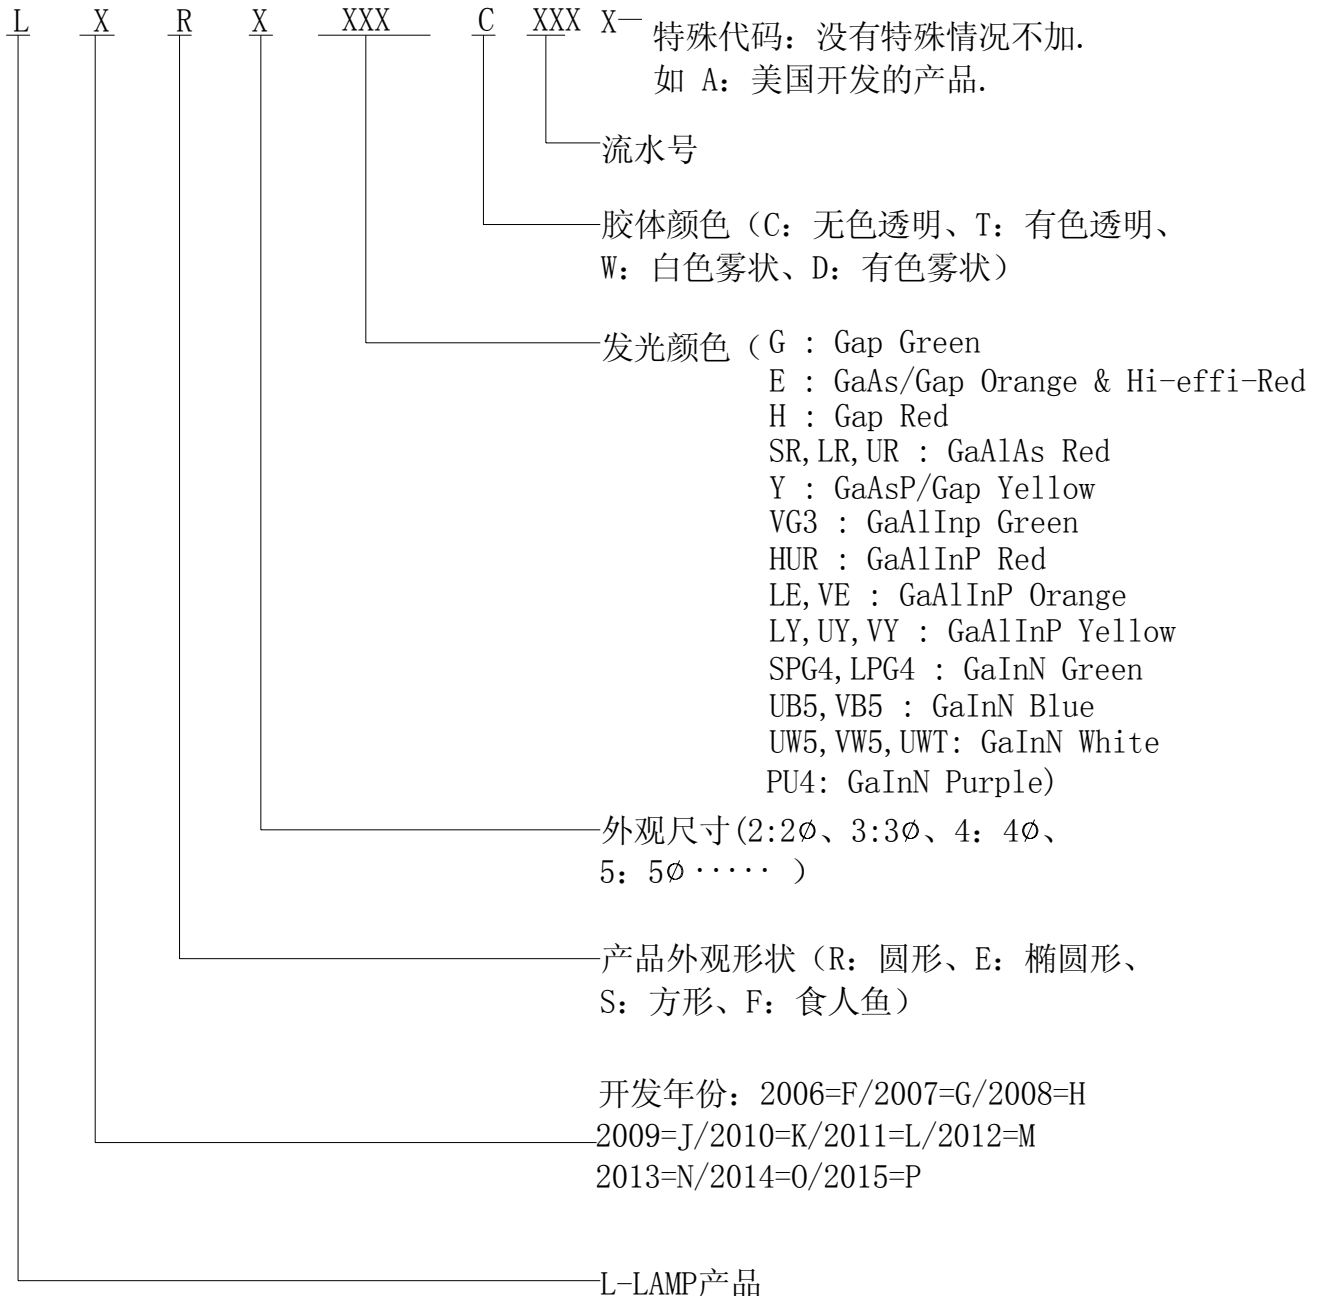 L X R X XXX C XXX X
特殊代码：没有特殊情况不加.
如 A：美国开发的产品.
流水号
胶体颜色（C：无色透明、T：有色透明、
W：白色雾状、D：有色雾状）
发光颜色（G : Gap Green
E : GaAs/Gap Orange & Hi-effi-Red
H : Gap Red
SR,LR,UR : GaAlAs Red
Y : GaAsP/Gap Yellow
VG3 : GaAlInp Green
HUR : GaAlInP Red
LE,VE : GaAlInP Orange
LY,UY,VY : GaAlInP Yellow
SPG4,LPG4 : GaInN Green
UB5,VB5 : GaInN Blue
UW5,VW5,UWT: GaInN White
PU4: GaInN Purple)
外观尺寸(2:2∅、3:3∅、4：4∅、
5：5∅ ····· ）
产品外观形状（R：圆形、E：椭圆形、
S：方形、F：食人鱼）
开发年份：2006=F/2007=G/2008=H
2009=J/2010=K/2011=L/2012=M
2013=N/2014=O/2015=P
L-LAMP产品